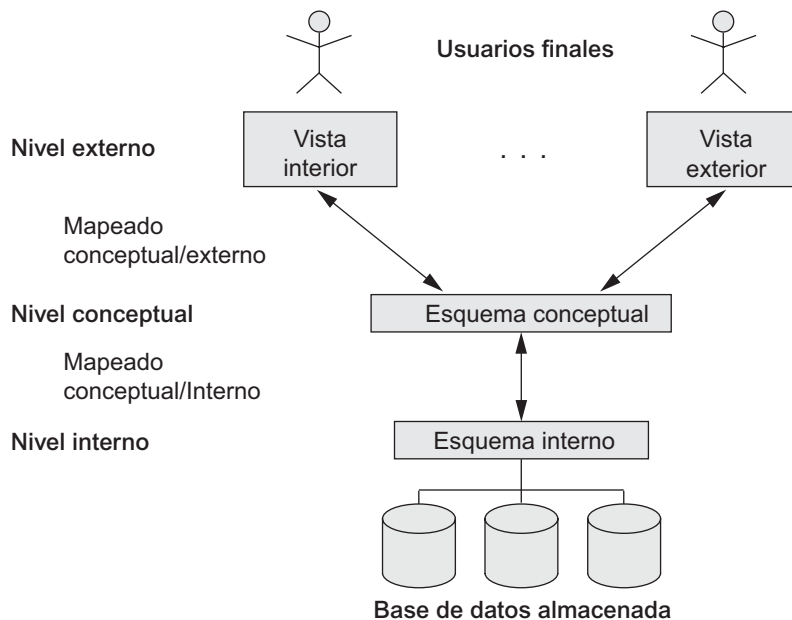 Usuarios finales
Nivel externo
Vista
interior
. . .
Vista
exterior
Mapeado
conceptual/externo
Nivel conceptual
Esquema conceptual
Mapeado
conceptual/Interno
Nivel interno
Esquema interno
Base de datos almacenada